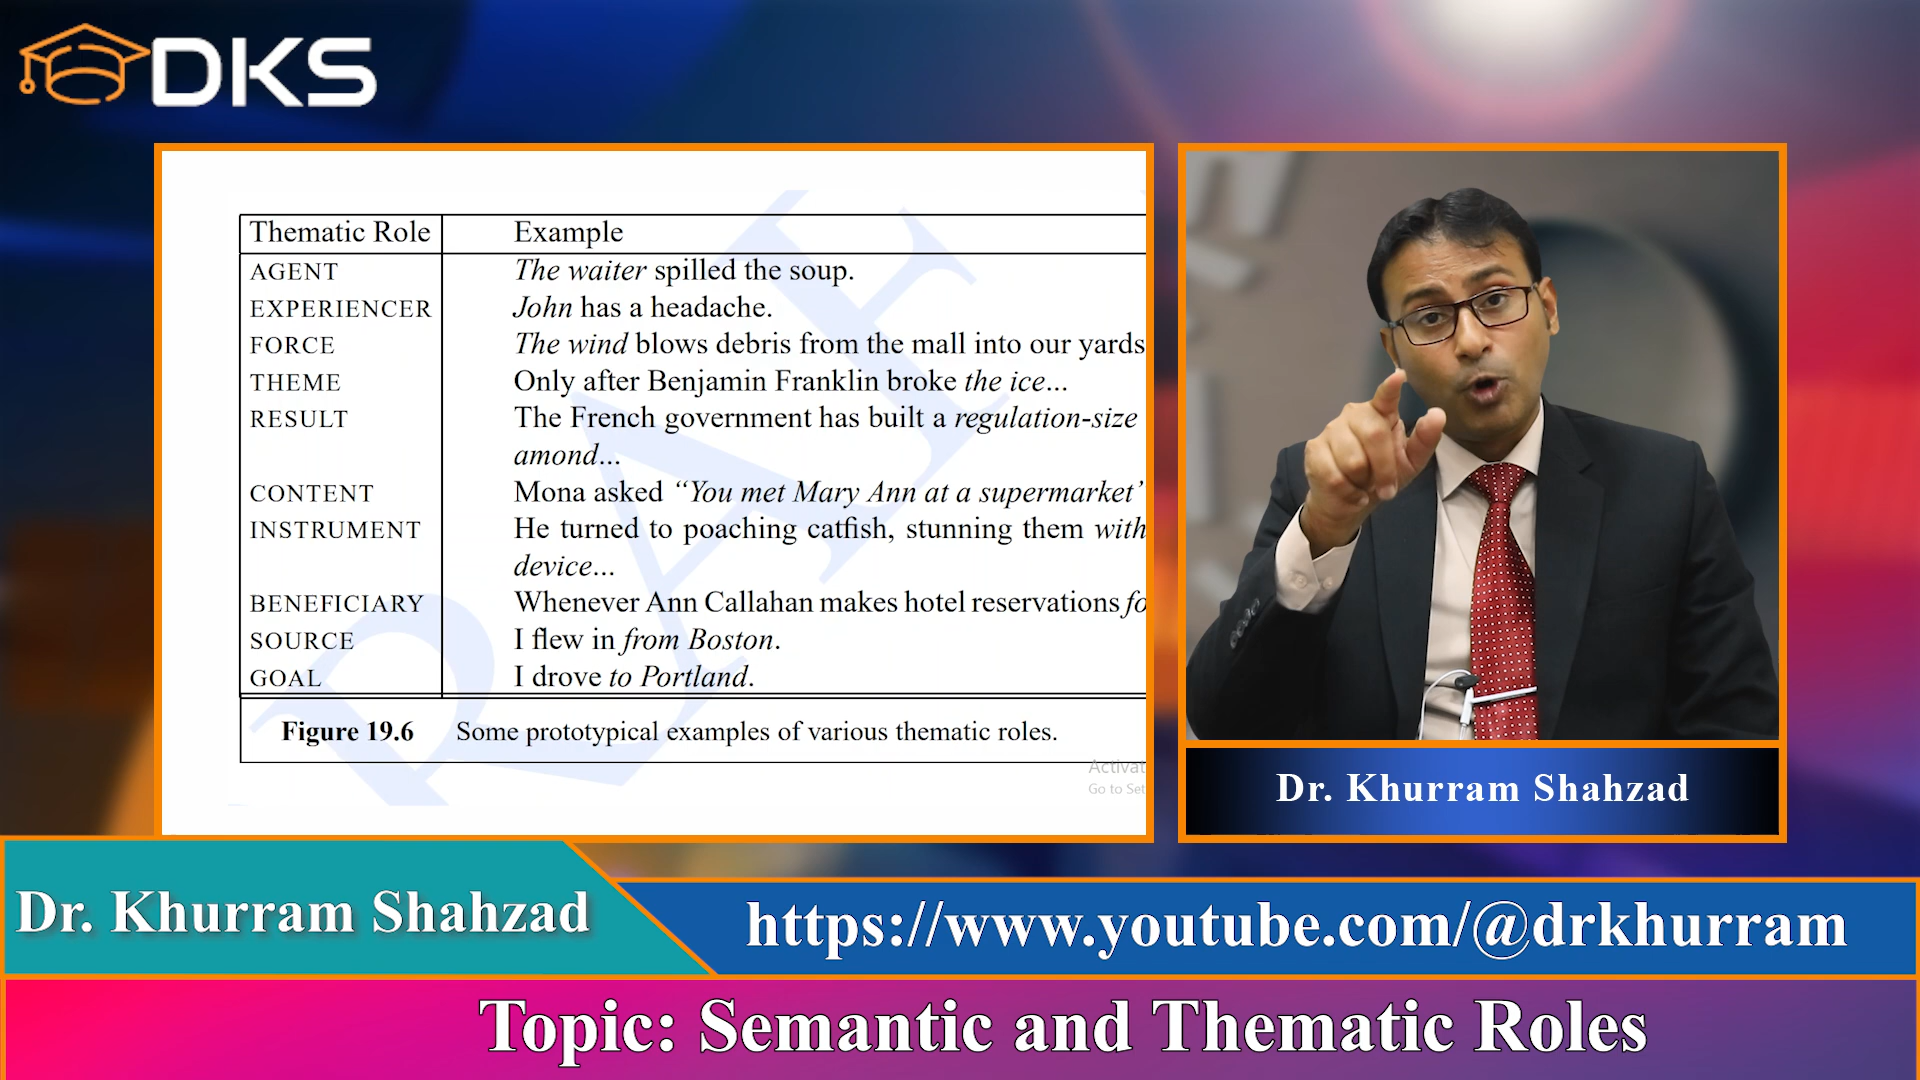 DKS
Thematic Role Example
AGENT The waiter spilled the soup.
EXPERIENCER John has a headache.
FORCE The wind blows debris from the mall into our yards
THEME Only after Benjamin Franklin broke the ice...
RESULT The French government has built a regulation-size
amond...
CONTENT Mona asked “You met Mary Ann at a supermarket’
INSTRUMENT He turned to poaching catfish, stunning them with
device...
BENEFICIARY Whenever Ann Callahan makes hotel reservations fo
SOURCE I flew in from Boston.
GOAL I drove to Portland.
Figure 19.6 Some prototypical examples of various thematic roles.
Activat
Go to Set
Dr. Khurram Shahzad
Dr. Khurram Shahzad
https://www.youtube.com/@drkhurram
Topic: Semantic and Thematic Roles